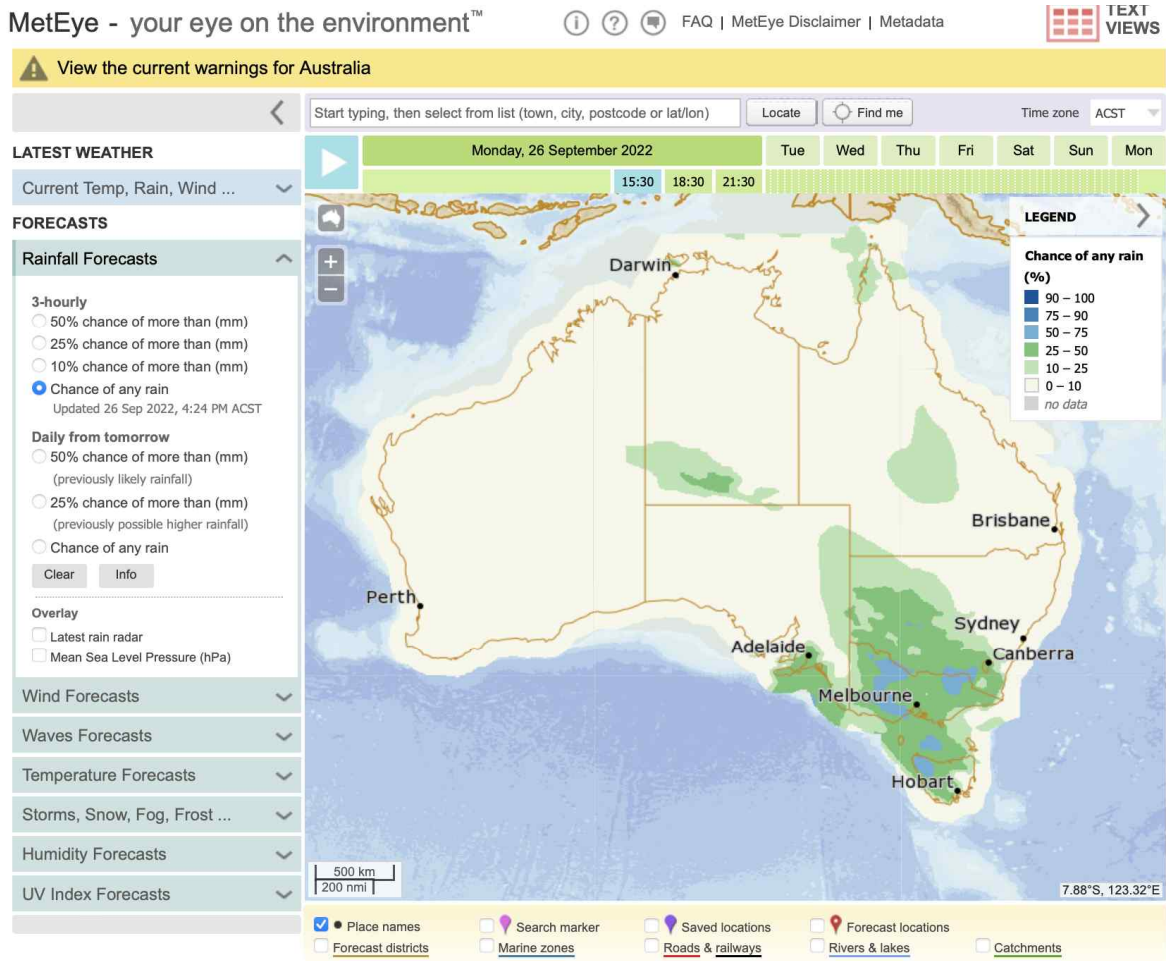 MetEye - your eye on the environment™
FAQ | MetEye Disclaimer | Metadata
TEXT
VIEWS
View the current warnings for Australia
Start typing, then select from list (town, city, postcode or lat/lon)
Locate
Find me
Time zone ACST
LATEST WEATHER
Current Temp, Rain, Wind ...
FORECASTS
Rainfall Forecasts
3-hourly
50% chance of more than (mm)
25% chance of more than (mm)
10% chance of more than (mm)
Chance of any rain
Updated 26 Sep 2022, 4:24 PM ACST
Daily from tomorrow
50% chance of more than (mm)
(previously likely rainfall)
25% chance of more than (mm)
(previously possible higher rainfall)
Chance of any rain
Clear Info
Overlay
Latest rain radar
Mean Sea Level Pressure (hPa)
Wind Forecasts
Waves Forecasts
Temperature Forecasts
Storms, Snow, Fog, Frost ...
Humidity Forecasts
UV Index Forecasts
Monday, 26 September 2022 Tue Wed Thu Fri Sat Sun Mon
15:30 18:30 21:30
LEGEND
Chance of any rain
(%)
90 – 100
75 – 90
50 – 75
25 – 50
10 – 25
0 – 10
no data
+
−
Darwin
Brisbane
Perth
Sydney
Adelaide
Canberra
Melbourne
Hobart
500 km
200 nmi
7.88°S, 123.32°E
Place names Search marker Saved locations Forecast locations
Forecast districts Marine zones Roads & railways Rivers & lakes Catchments